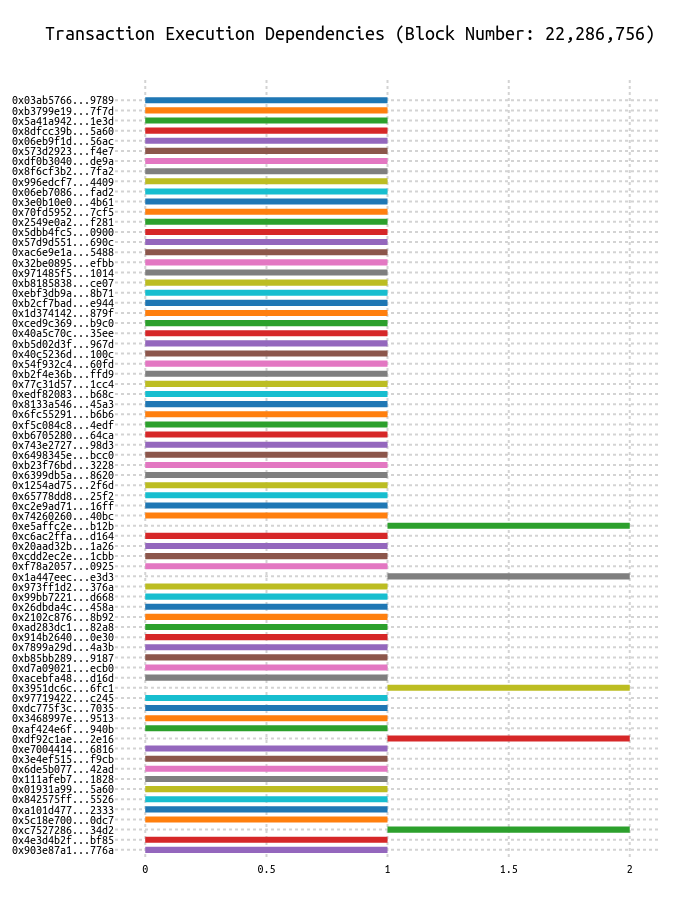 Transaction Execution Dependencies (Block Number: 22,286,756)
0x03ab5766...9789
0xb3799e19...7f7d
0x5a41a942...1e3d
0x8dfcc39b...5a60
0x06eb9f1d...56ac
0x573d2923...f4e7
0xdf0b3040...de9a
0x8f6cf3b2...7fa2
0x996edcf7...4409
0x06eb7086...fad2
0x3e0b10e0...4b61
0x70fd5952...7cf5
0x2549e0a2...f281
0x5dbb4fc5...0900
0x57d9d551...690c
0xac6e9e1a...5488
0x32be0895...efbb
0x971485f5...1014
0xb8185838...ce07
0xebf3db9a...8b71
0xb2cf7bad...e944
0x1d374142...879f
0xced9c369...b9c0
0x40a5c70c...35ee
0xb5d02d3f...967d
0x40c5236d...100c
0x54f932c4...60fd
0xb2f4e36b...ffd9
0x77c31d57...1cc4
0xedf82083...b68c
0x8133a546...45a3
0x6fc55291...b6b6
0xf5c084c8...4edf
0xb6705280...64ca
0x743e2727...98d3
0x6498345e...bcc0
0xb23f76bd...3228
0x6399db5a...8620
0x1254ad75...2f6d
0x65778dd8...25f2
0xc2e9ad71...16ff
0x74260260...40bc
0xe5affc2e...b12b
0xc6ac2ffa...d164
0x20aad32b...1a26
0xcdd2ec2e...1cbb
0xf78a2057...0925
0x1a447eec...e3d3
0x973ff1d2...376a
0x99bb7221...d668
0x26dbda4c...458a
0x2102c876...8b92
0xad283dc1...82a8
0x914b2640...0e30
0x7899a29d...4a3b
0xb85bb289...9187
0xd7a09021...ecb0
0xacebfa48...d16d
0x3951dc6c...6fc1
0x97719422...c245
0xdc775f3c...7035
0x3468997e...9513
0xaf424e6f...940b
0xdf92c1ae...2e16
0xe7004414...6816
0x3e4ef515...f9cb
0x6de5b077...42ad
0x111afeb7...1828
0x01931a99...5a60
0x842575ff...5526
0xa101d477...2333
0x5c18e700...0dc7
0xc7527286...34d2
0x4e3d4b2f...bf85
0x903e87a1...776a
0 0.5 1 1.5 2